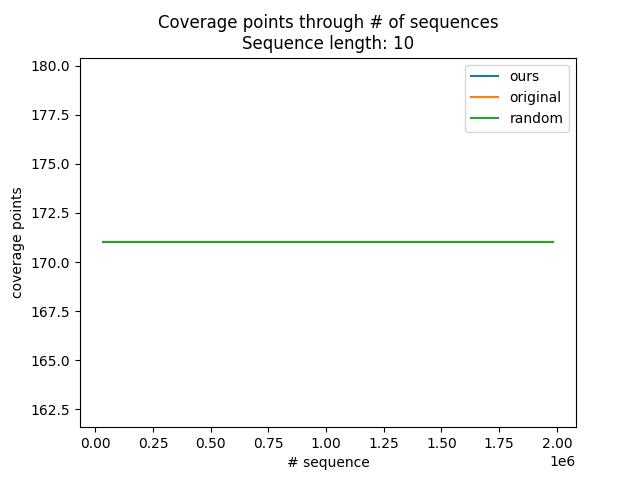 Coverage points through # of sequences
Sequence length: 10
ours
original
random
180.0
177.5
175.0
172.5
170.0
167.5
165.0
162.5
coverage points
0.00 0.25 0.50 0.75 1.00 1.25 1.50 1.75 2.00
1e6
# sequence